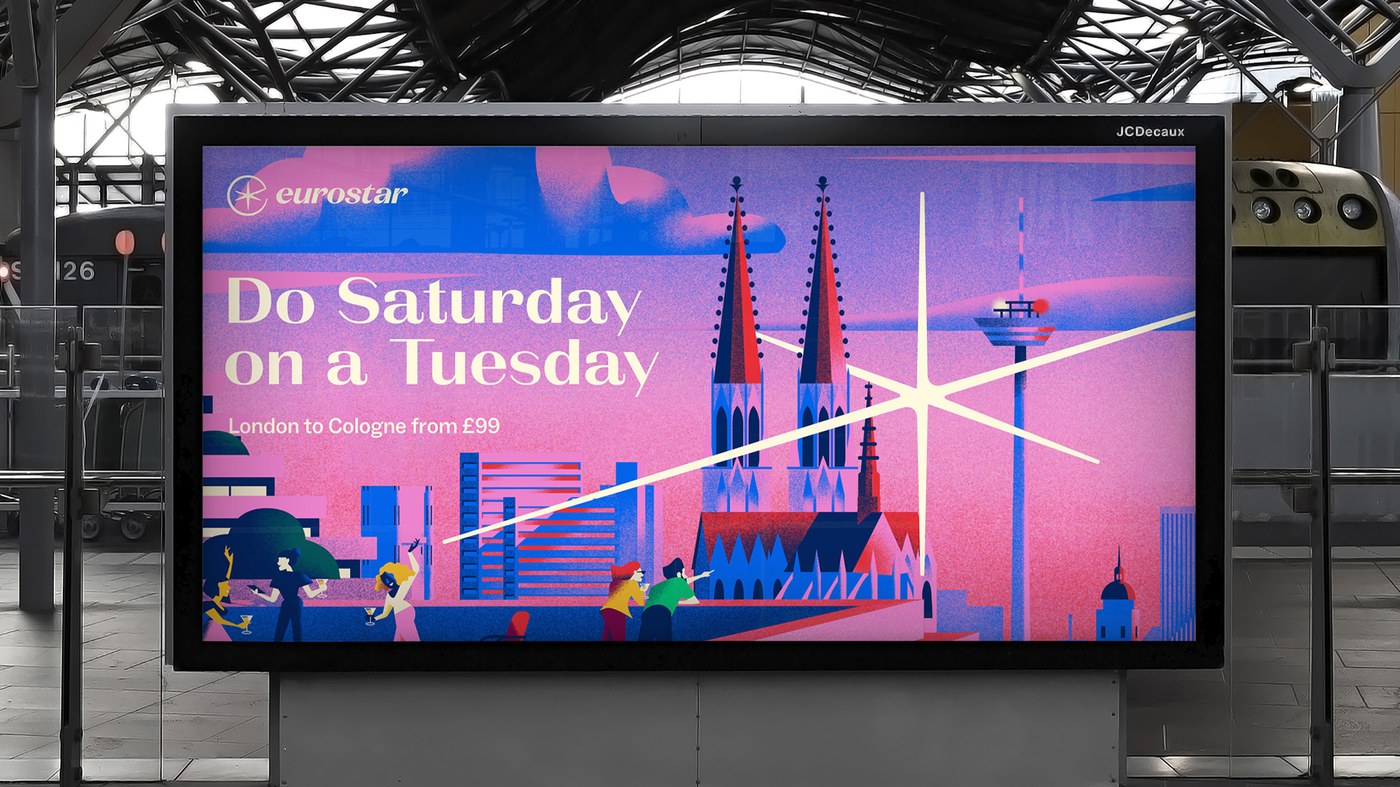 JCDecaux
eurostar
Do Saturday
on a Tuesday
London to Cologne from £99